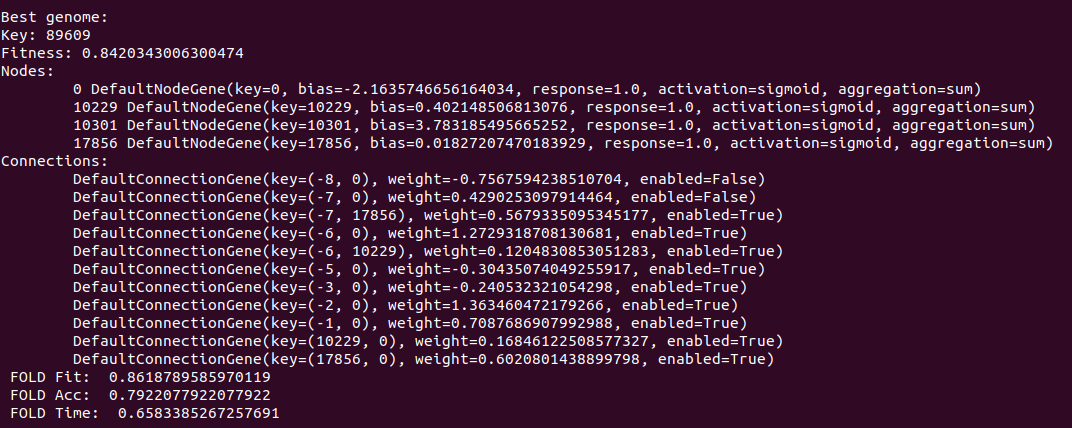 Best genome:
Key: 89609
Fitness: 0.8420343006300474
Nodes:
0 DefaultNodeGene(key=0, bias=-2.1635746656164034, response=1.0, activation=sigmoid, aggregation=sum)
10229 DefaultNodeGene(key=10229, bias=0.402148506813076, response=1.0, activation=sigmoid, aggregation=sum)
10301 DefaultNodeGene(key=10301, bias=3.783185495665252, response=1.0, activation=sigmoid, aggregation=sum)
17856 DefaultNodeGene(key=17856, bias=0.01827207470183929, response=1.0, activation=sigmoid, aggregation=sum)
Connections:
DefaultConnectionGene(key=(-8, 0), weight=-0.7567594238510704, enabled=False)
DefaultConnectionGene(key=(-7, 0), weight=0.4290253097914464, enabled=False)
DefaultConnectionGene(key=(-7, 17856), weight=0.5679335095345177, enabled=True)
DefaultConnectionGene(key=(-6, 0), weight=1.2729318708130681, enabled=True)
DefaultConnectionGene(key=(-6, 10229), weight=0.1204830853051283, enabled=True)
DefaultConnectionGene(key=(-5, 0), weight=-0.30435074049255917, enabled=True)
DefaultConnectionGene(key=(-3, 0), weight=-0.240532321054298, enabled=True)
DefaultConnectionGene(key=(-2, 0), weight=1.363460472179266, enabled=True)
DefaultConnectionGene(key=(-1, 0), weight=0.7087686907992988, enabled=True)
DefaultConnectionGene(key=(10229, 0), weight=0.16846122508577327, enabled=True)
DefaultConnectionGene(key=(17856, 0), weight=0.6020801438899798, enabled=True)
FOLD Fit:  0.8618789585970119
FOLD Acc:  0.7922077922077922
FOLD Time:  0.6583385267257691